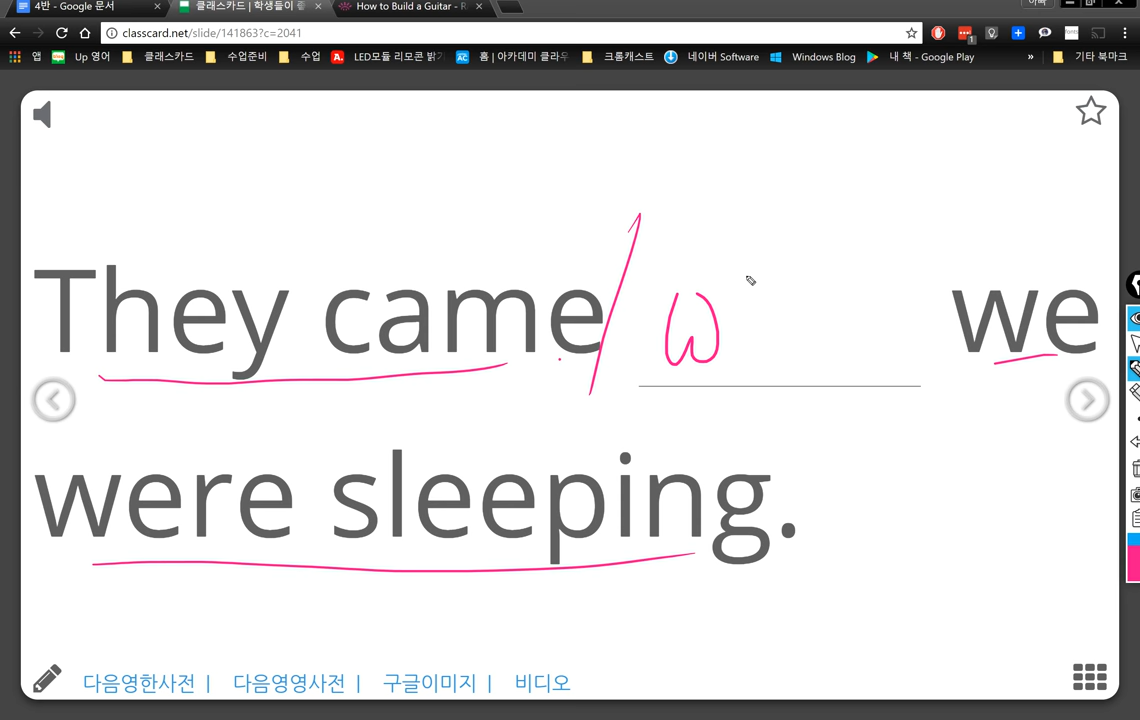 4반 - Google 문서
클래스카드 | 학생들이 즐
How to Build a Guitar - R
아빠
classcard.net/slide/141863?c=2041
앱 Up 영어 클래스카드 수업준비 수업 LED모듈 리모콘 밝기 홈 | 아카데미 클라우 크롬캐스트 네이버 Software Windows Blog 내 책 - Google Play » 기타 북마크
They came / w ________ we
were sleeping.
다음영한사전 | 다음영영사전 | 구글이미지 | 비디오